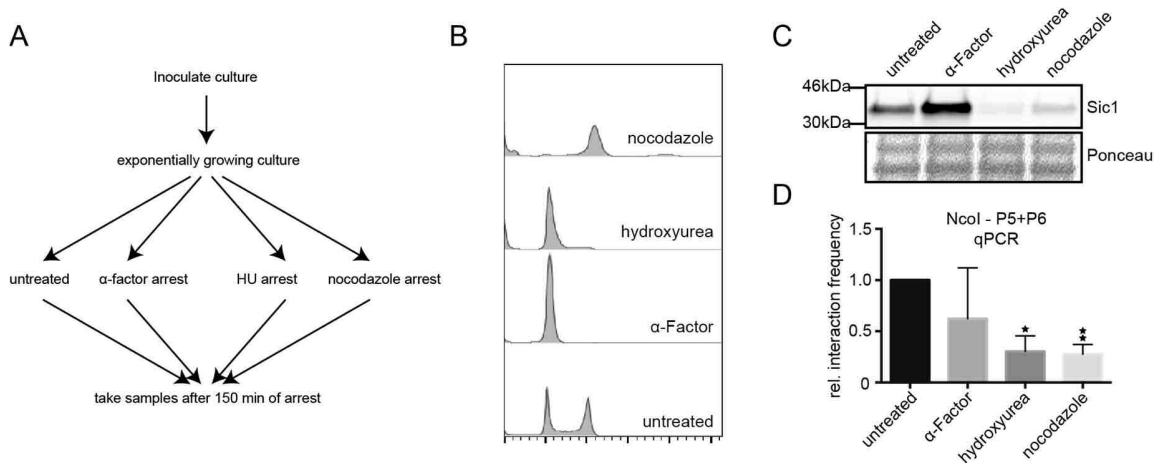 A
Inoculate culture
exponentially growing culture
untreated
α-factor arrest
HU arrest
nocodazole arrest
take samples after 150 min of arrest
B
nocodazole
hydroxyurea
α-Factor
untreated
C
untreated
α-Factor
hydroxyurea
nocodazole
46kDa
30kDa
Sic1
Ponceau
D
NcoI - P5+P6
qPCR
rel. interaction frequency
1.5
1.0
0.5
0
untreated
α-Factor
hydroxyurea
nocodazole